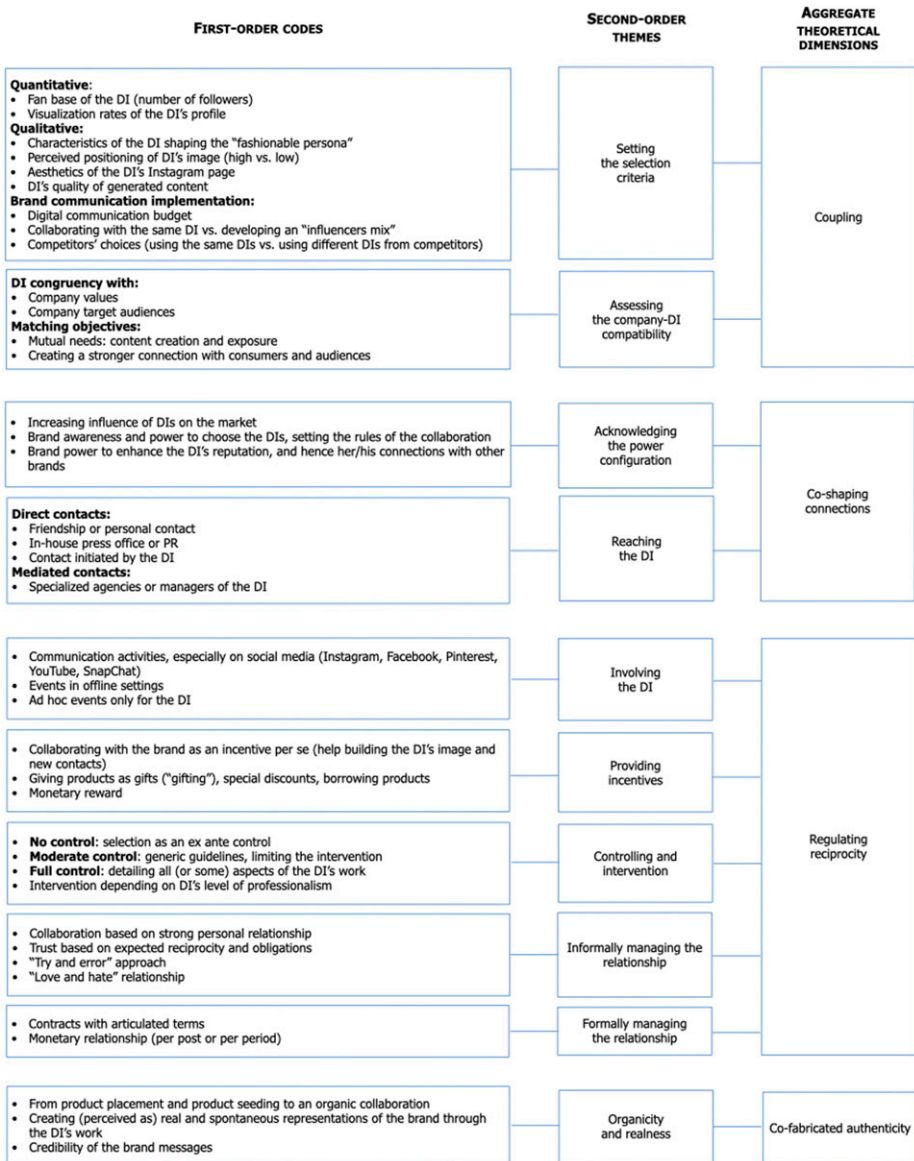 FIRST-ORDER CODES
SECOND-ORDER
THEMES
AGGREGATE
THEORETICAL
DIMENSIONS
Quantitative:
• Fan base of the DI (number of followers)
• Visualization rates of the DI's profile
Qualitative:
• Characteristics of the DI shaping the “fashionable persona”
• Perceived positioning of DI's image (high vs. low)
• Aesthetics of the DI's Instagram page
• DI's quality of generated content
Brand communication implementation:
• Digital communication budget
• Collaborating with the same DI vs. developing an “influencers mix”
• Competitors' choices (using the same DIs vs. using different DIs from competitors)
Setting
the selection
criteria
Coupling
DI congruency with:
• Company values
• Company target audiences
Matching objectives:
• Mutual needs: content creation and exposure
• Creating a stronger connection with consumers and audiences
Assessing
the company-DI
compatibility
• Increasing influence of DIs on the market
• Brand awareness and power to choose the DIs, setting the rules of the collaboration
• Brand power to enhance the DI's reputation, and hence her/his connections with other
brands
Acknowledging
the power
configuration
Co-shaping
connections
Direct contacts:
• Friendship or personal contact
• In-house press office or PR
• Contact initiated by the DI
Mediated contacts:
• Specialized agencies or managers of the DI
Reaching
the DI
• Communication activities, especially on social media (Instagram, Facebook, Pinterest,
YouTube, SnapChat)
• Events in offline settings
• Ad hoc events only for the DI
Involving
the DI
• Collaborating with the brand as an incentive per se (help building the DI's image and
new contacts)
• Giving products as gifts (“gifting”), special discounts, borrowing products
• Monetary reward
Providing
incentives
Regulating
reciprocity
• No control: selection as an ex ante control
• Moderate control: generic guidelines, limiting the intervention
• Full control: detailing all (or some) aspects of the DI's work
• Intervention depending on DI's level of professionalism
Controlling and
intervention
• Collaboration based on strong personal relationship
• Trust based on expected reciprocity and obligations
• “Try and error” approach
• “Love and hate” relationship
Informally managing the
relationship
• Contracts with articulated terms
• Monetary relationship (per post or per period)
Formally managing
the relationship
• From product placement and product seeding to an organic collaboration
• Creating (perceived as) real and spontaneous representations of the brand through
the DI's work
• Credibility of the brand messages
Organicity
and realness
Co-fabricated authenticity